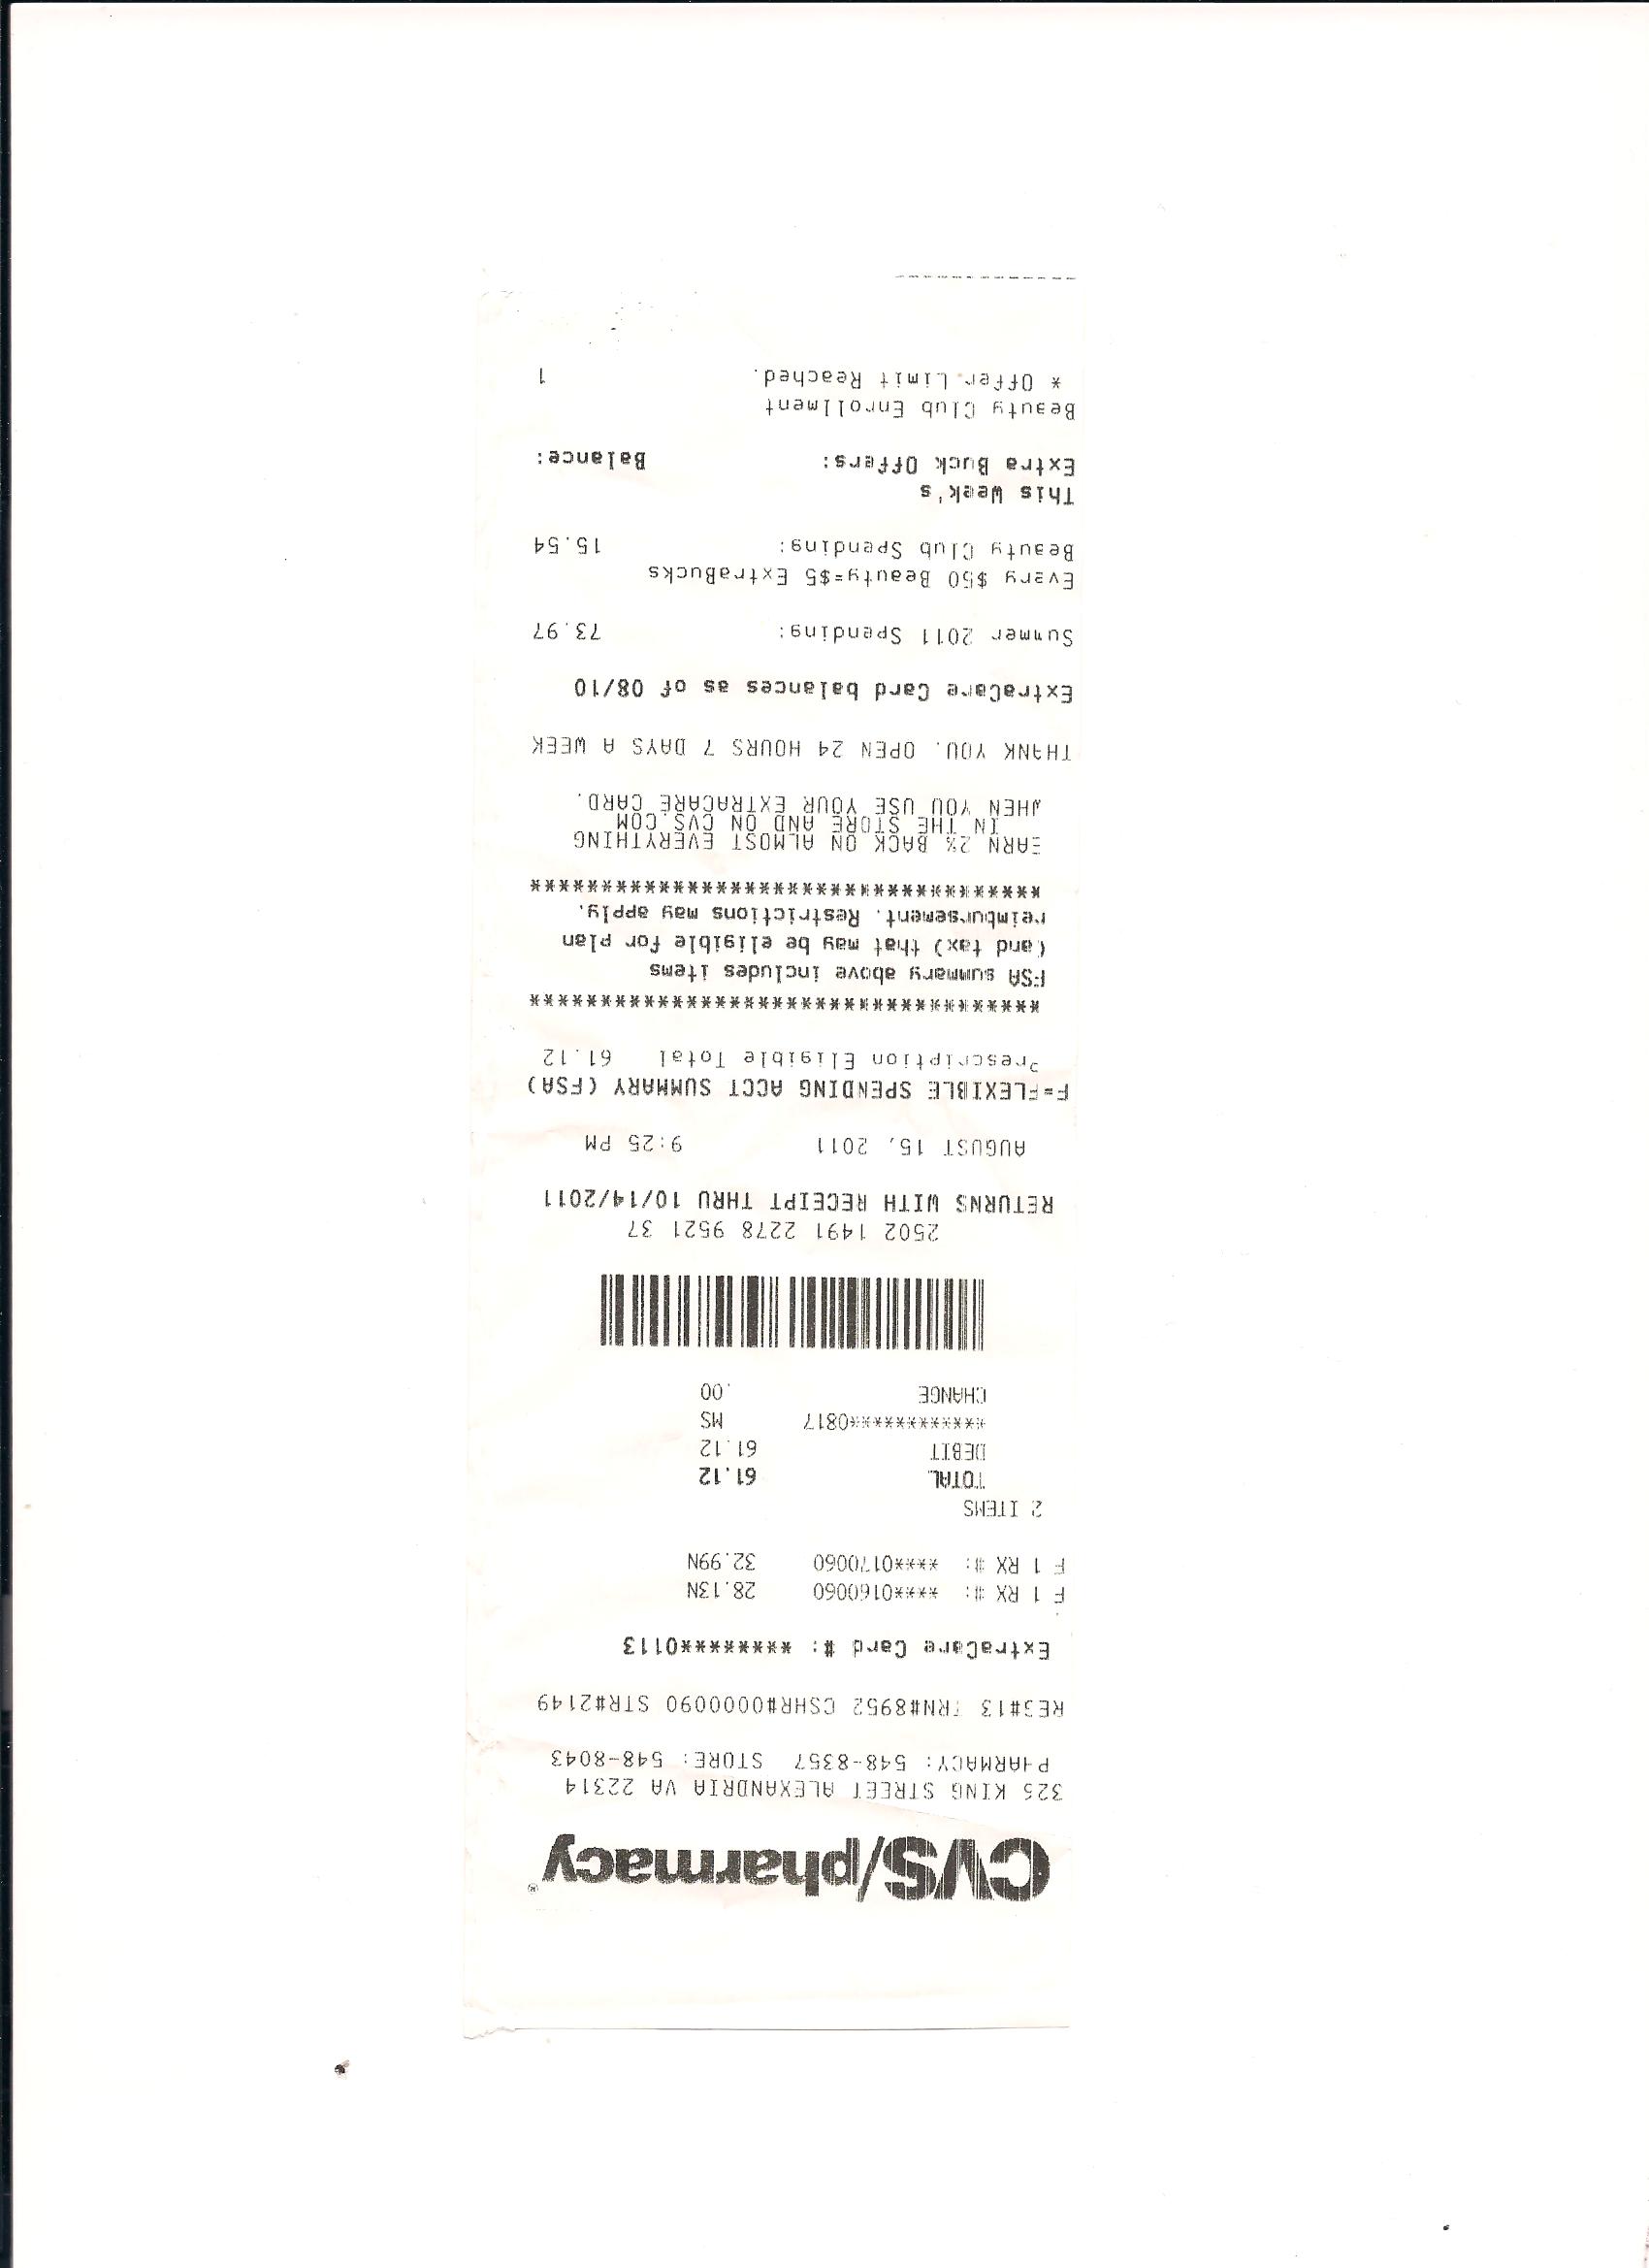 CVS/pharmacy®
325 KING STREET ALEXANDRIA VA 22314
PHARMACY: 548-8357 STORE: 548-8043
REG#13 TRN#8952 CSHR#0000090 STR#2149
ExtraCare Card #: *********0113
F 1 RX #: ****0160060 28.13N
F 1 RX #: ****0170060 32.99N
2 ITEMS
TOTAL 61.12
DEBIT 61.12
************0817 MS
CHANGE .00
2502 1491 2278 9521 37
RETURNS WITH RECEIPT THRU 10/14/2011
AUGUST 15, 2011 9:25 PM
F=FLEXIBLE SPENDING ACCT SUMMARY (FSA)
Prescription Eligible Total 61.12
************************************
FSA summary above includes items
(and tax) that may be eligible for plan
reimbursement. Restrictions may apply.
************************************
EARN 2% BACK ON ALMOST EVERYTHING
IN THE STORE AND ON CVS.COM
WHEN YOU USE YOUR EXTRACARE CARD.
THANK YOU. OPEN 24 HOURS 7 DAYS A WEEK
ExtraCare Card balances as of 08/10
Summer 2011 Spending: 73.97
Every $50 Beauty=$5 ExtraBucks
Beauty Club Spending: 15.54
This Week's
Extra Buck Offers: Balance:
Beauty Club Enrollment
* Offer Limit Reached. 1